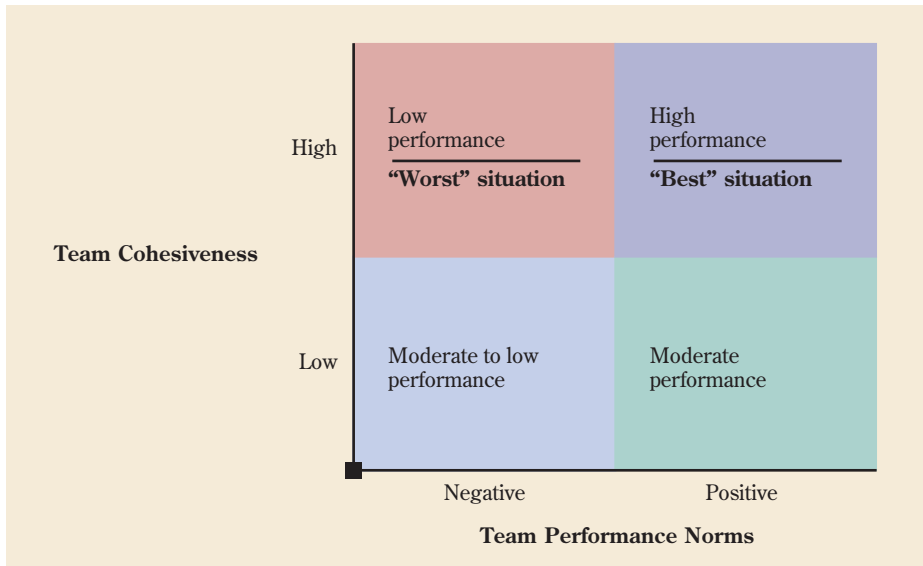 Low
performance
“Worst” situation
High
performance
“Best” situation
High
Team Cohesiveness
Low
Moderate to low
performance
Moderate
performance
Negative
Positive
Team Performance Norms